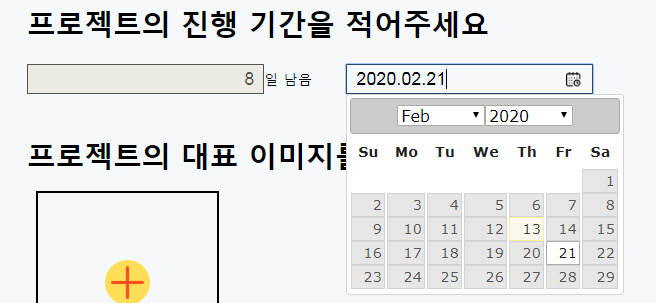 프로젝트의 진행 기간을 적어주세요
8 일 남음 2020.02.21
Feb 2020
Su Mo Tu We Th Fr Sa
1
2 3 4 5 6 7 8
9 10 11 12 13 14 15
16 17 18 19 20 21 22
23 24 25 26 27 28 29
프로젝트의 대표 이미지를